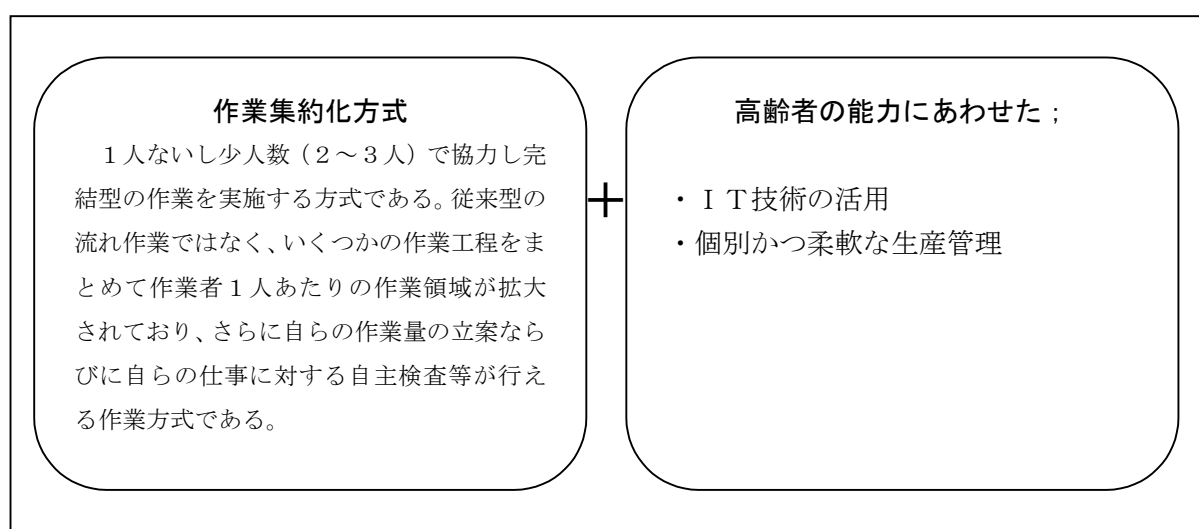 作業集約化方式
1人ないし少人数（2～3人）で協力し完
結型の作業を実施する方式である。従来型の
流れ作業ではなく、いくつかの作業工程をま
とめて作業者1人あたりの作業領域が拡大
されており、さらに自らの作業量の立案なら
びに自らの仕事に対する自主検査等が行え
る作業方式である。
＋
高齢者の能力にあわせた；
・ＩＴ技術の活用
・個別かつ柔軟な生産管理